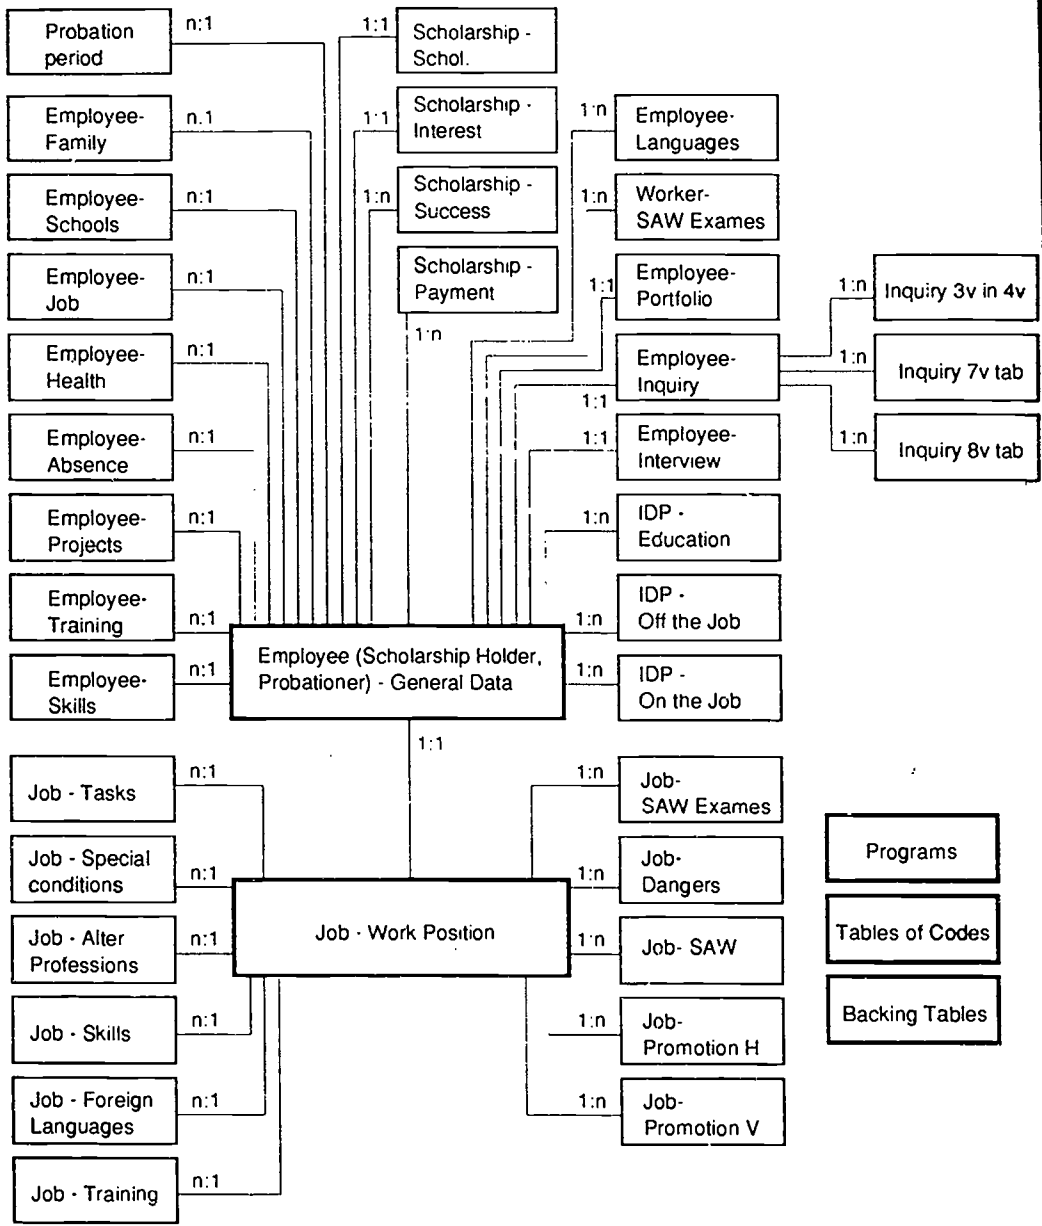 Probation
period
n:1
Employee-
Family
n.1
Employee-
Schools
n:1
Employee-
Job
n:1
Employee-
Health
n:1
Employee-
Absence
n:1
Employee-
Projects
n:1
Employee-
Training
n:1
Employee-
Skills
n:1
1:1
Scholarship -
Schol.
1:1
Scholarship -
Interest
1:n
Scholarship -
Success
Scholarship -
Payment
1:n
1:n
Employee-
Languages
1:n
Worker-
SAW Exames
1:1
Employee-
Portfolio
Employee-
Inquiry
1:1
1:1
Employee-
Interview
1:n
IDP -
Education
1:n
IDP -
Off the Job
1:n
IDP -
On the Job
1:n
Inquiry 3v in 4v
1:n
Inquiry 7v tab
1:n
Inquiry 8v tab
Employee (Scholarship Holder,
Probationer) - General Data
1:1
Job - Tasks
n:1
Job - Special
conditions
n:1
Job - Alter
Professions
n:1
Job - Skills
n:1
Job - Foreign
Languages
n:1
Job - Training
n:1
Job - Work Position
1:n
Job-
SAW Exames
1:n
Job-
Dangers
1:n
Job- SAW
1:n
Job-
Promotion H
1:n
Job-
Promotion V
Programs
Tables of Codes
Backing Tables